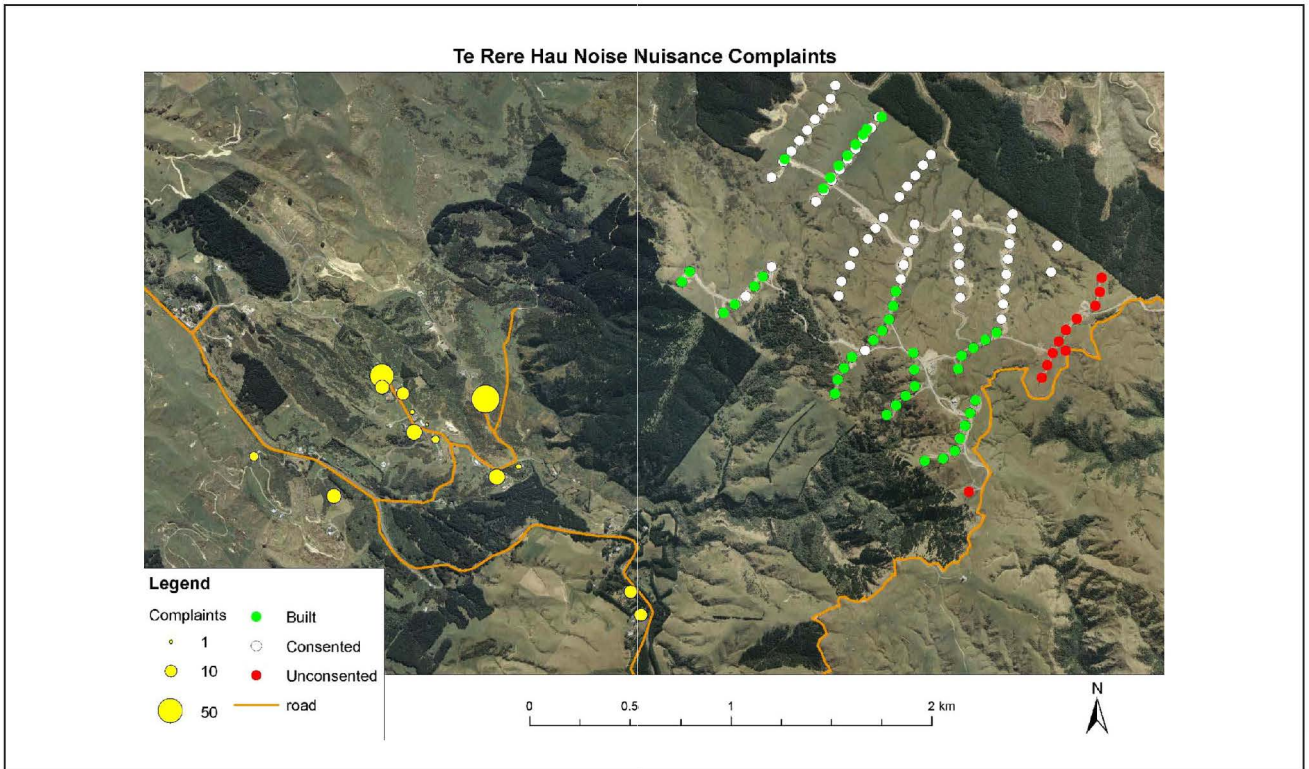 Te Rere Hau Noise Nuisance Complaints
Legend
Complaints
1
10
50
Built
Consented
Unconsented
road
0
0.5
1
2 km
N